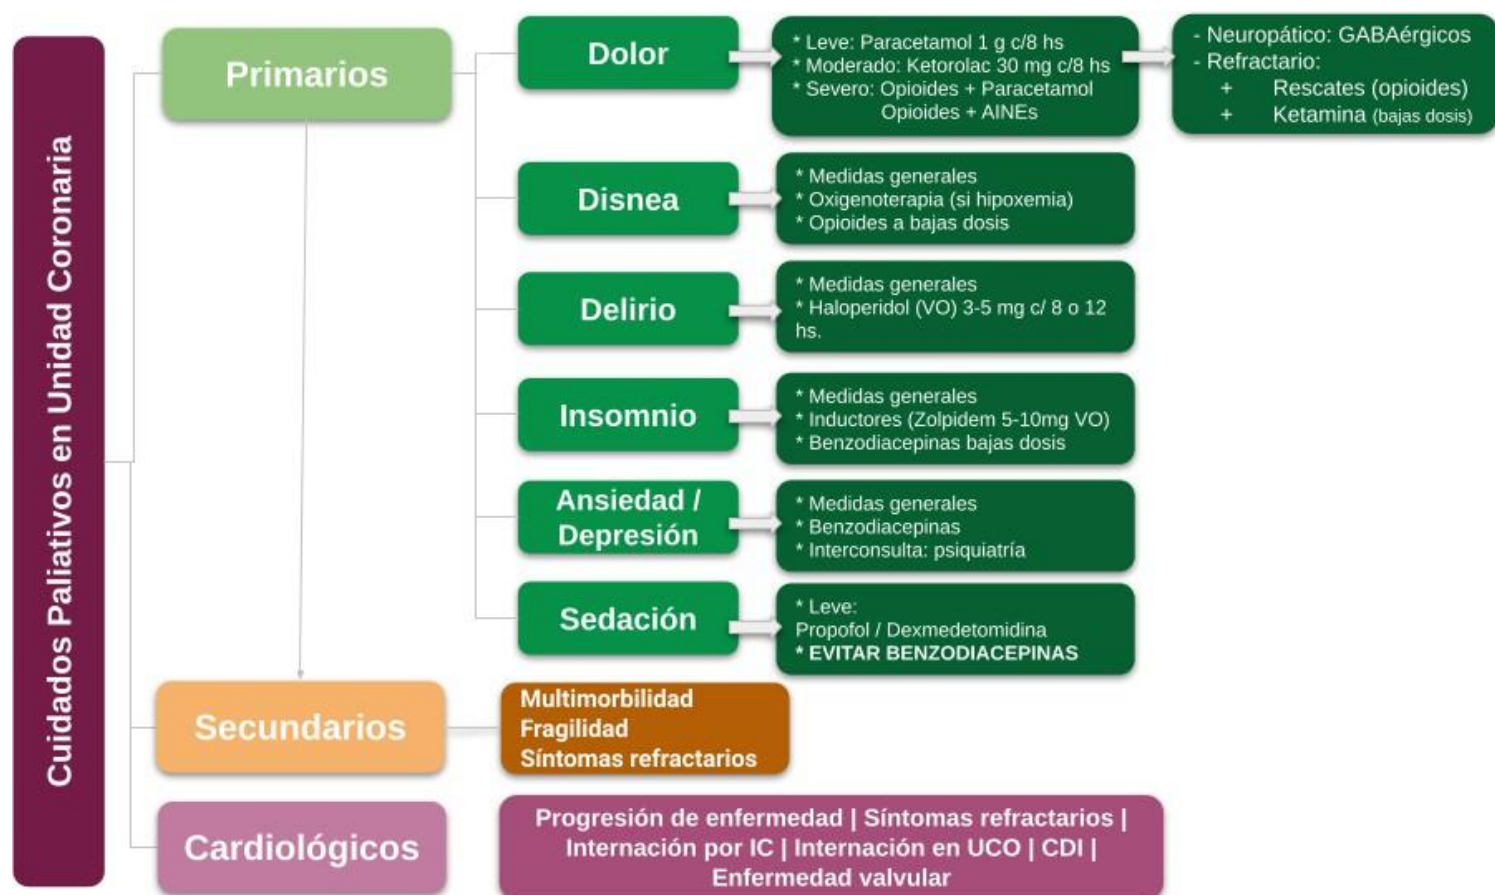 Cuidados Paliativos en Unidad Coronaria
Primarios
Dolor
* Leve: Paracetamol 1 g c/8 hs
* Moderado: Ketorolac 30 mg c/8 hs
* Severo: Opioides + Paracetamol
Opioides + AINEs
- Neuropático: GABAérgicos
- Refractario:
+ Rescates (opioides)
+ Ketamina (bajas dosis)
Disnea
* Medidas generales
* Oxigenoterapia (si hipoxemia)
* Opioides a bajas dosis
Delirio
* Medidas generales
* Haloperidol (VO) 3-5 mg c/ 8 o 12
hs.
Insomnio
* Medidas generales
* Inductores (Zolpidem 5-10mg VO)
* Benzodiacepinas bajas dosis
Ansiedad /
Depresión
* Medidas generales
* Benzodiacepinas
* Interconsulta: psiquiatría
Sedación
* Leve:
Propofol / Dexmedetomidina
* EVITAR BENZODIACEPINAS
Secundarios
Multimorbilidad
Fragilidad
Síntomas refractarios
Cardiológicos
Progresión de enfermedad | Síntomas refractarios |
Internación por IC | Internación en UCO | CDI |
Enfermedad valvular